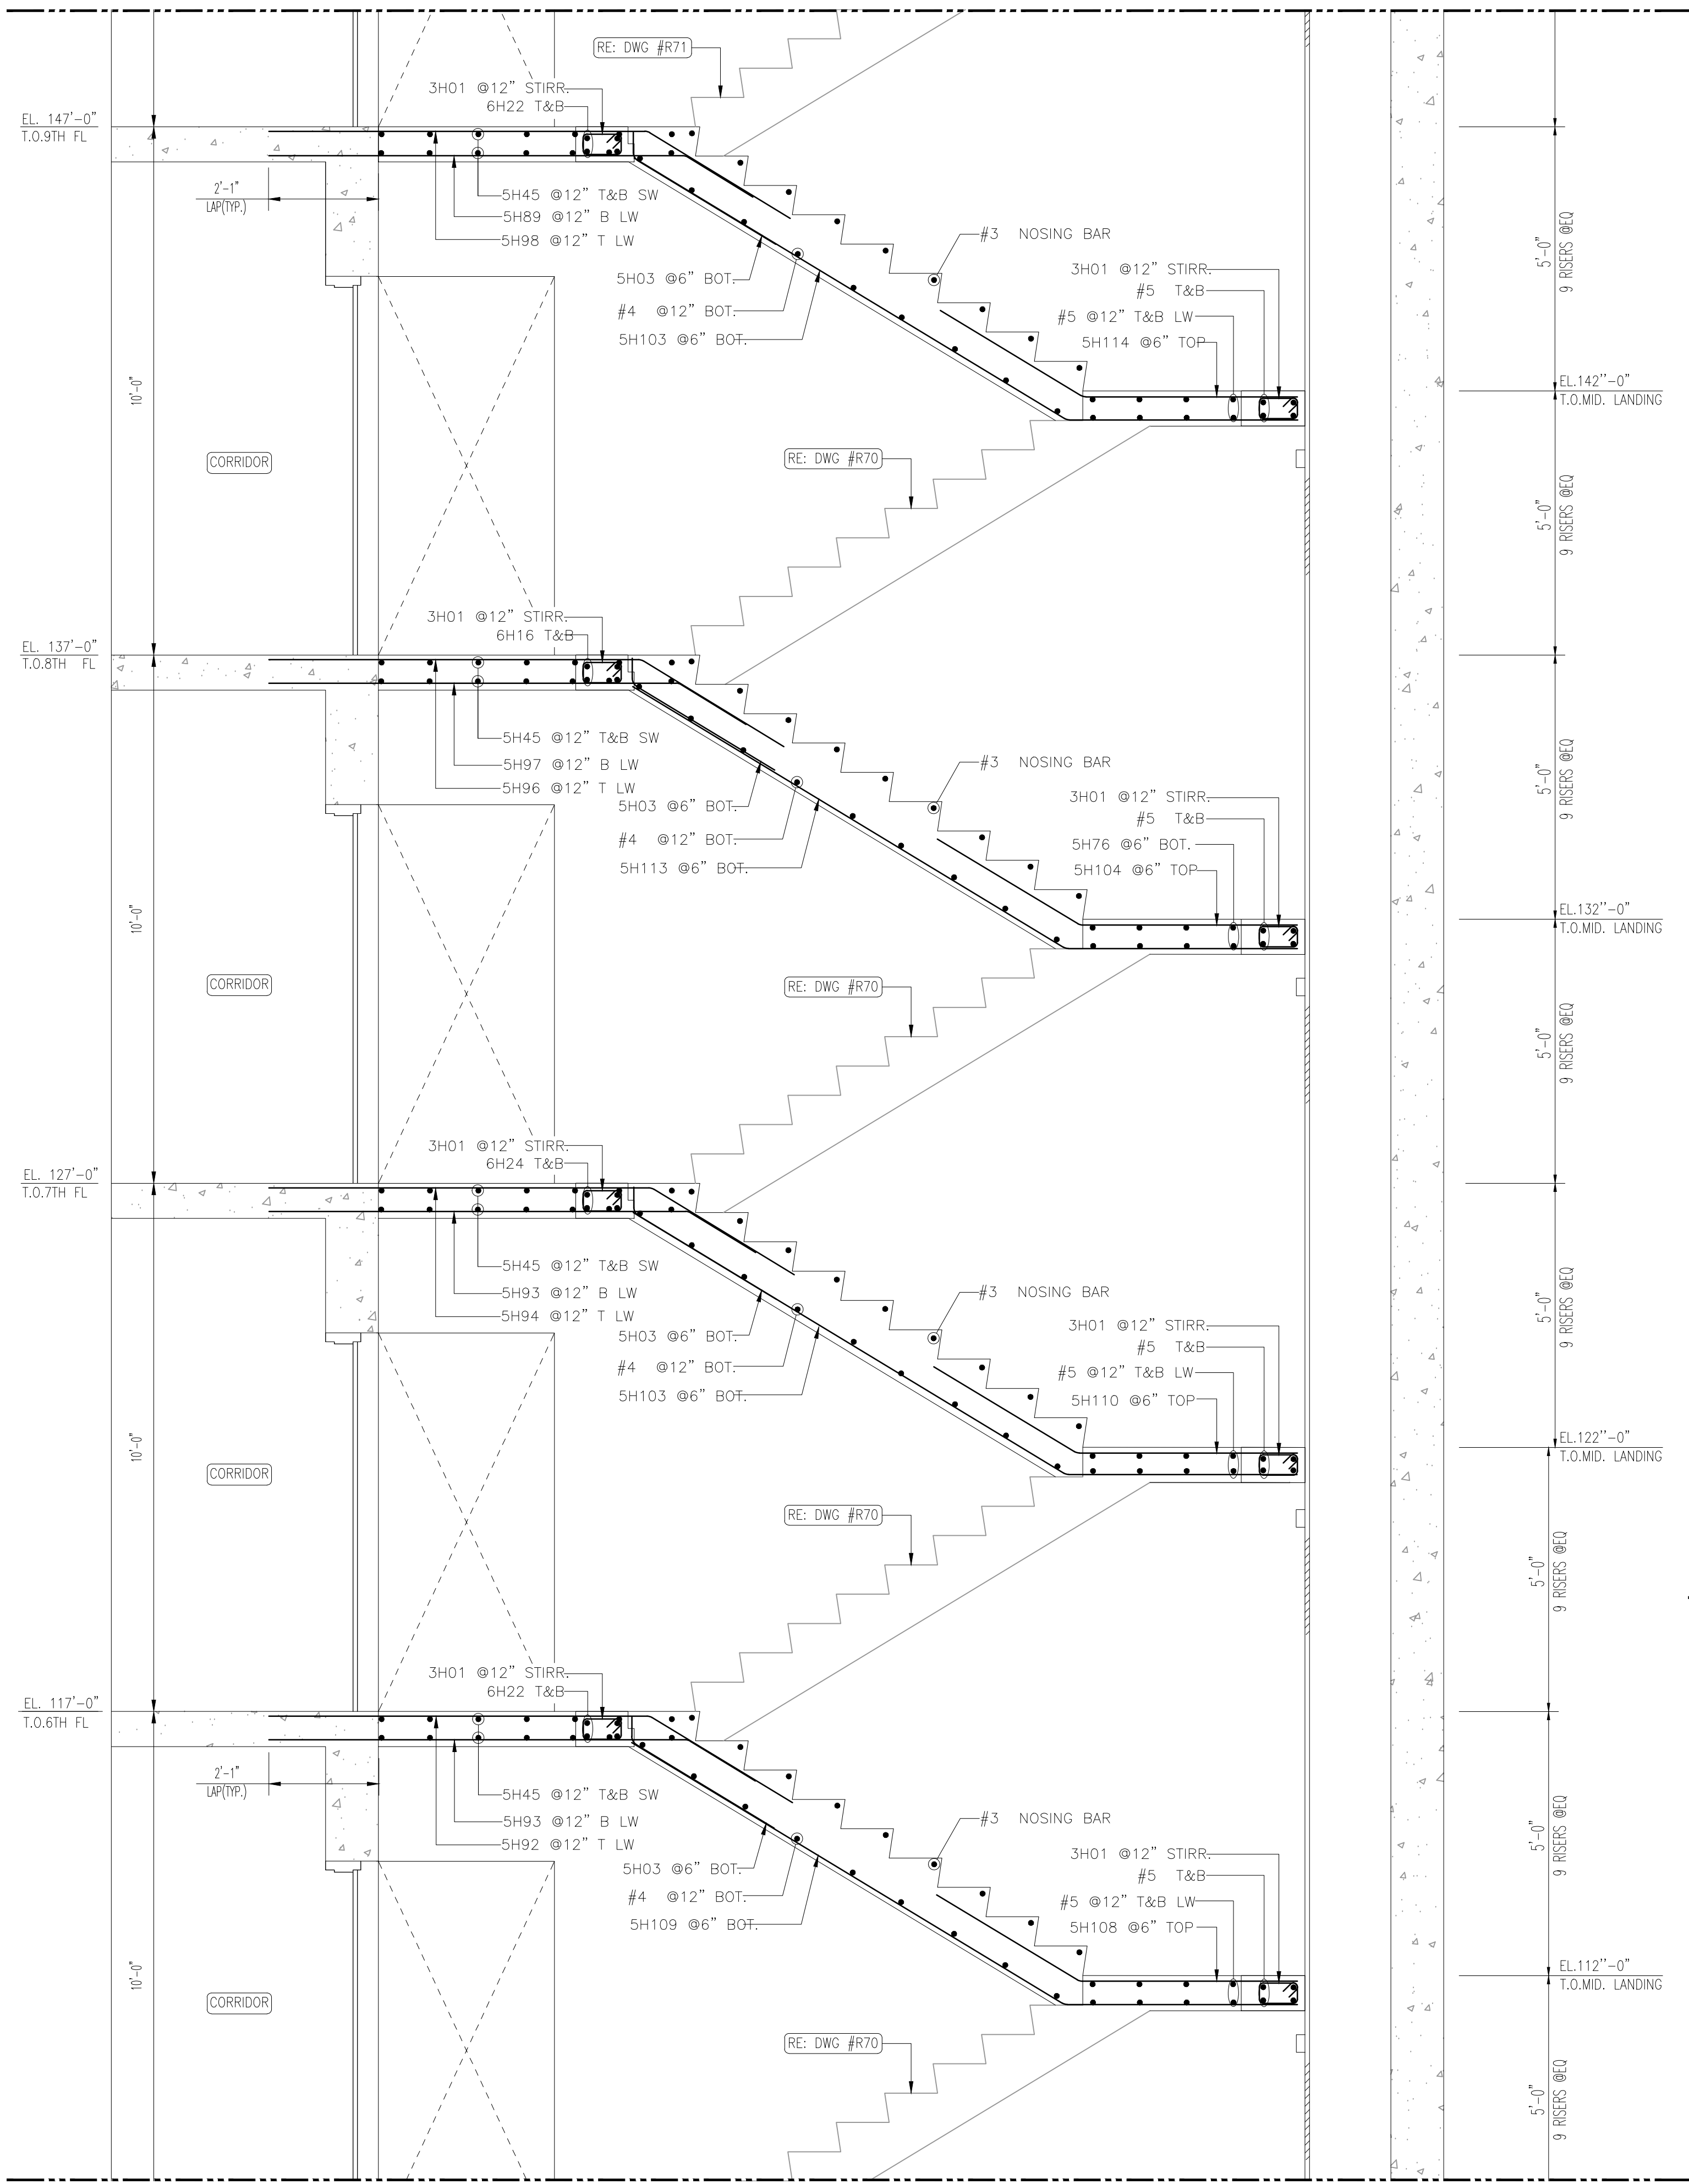 RE: DWG #R71
3H01 @12" STIRR.
6H22 T&B
EL. 147'-0"
T.O.9TH FL
2'-1"
LAP(TYP.)
5H45 @12" T&B SW
5H89 @12" B LW
5H98 @12" T LW
5H03 @6" BOT.
#4 @12" BOT.
5H103 @6" BOT.
#3 NOSING BAR
3H01 @12" STIRR.
#5 T&B
#5 @12" T&B LW
5H114 @6" TOP
5'-0"
9 RISERS @EQ
EL.142''-0"
T.O.MID. LANDING
10'-0"
CORRIDOR
RE: DWG #R70
5'-0"
9 RISERS @EQ
3H01 @12" STIRR.
6H16 T&B
EL. 137'-0"
T.O.8TH FL
5H45 @12" T&B SW
5H97 @12" B LW
5H96 @12" T LW
5H03 @6" BOT.
#4 @12" BOT.
5H113 @6" BOT.
#3 NOSING BAR
3H01 @12" STIRR.
#5 T&B
5H76 @6" BOT.
5H104 @6" TOP
5'-0"
9 RISERS @EQ
EL.132''-0"
T.O.MID. LANDING
10'-0"
CORRIDOR
RE: DWG #R70
5'-0"
9 RISERS @EQ
3H01 @12" STIRR.
6H24 T&B
EL. 127'-0"
T.O.7TH FL
5H45 @12" T&B SW
5H93 @12" B LW
5H94 @12" T LW
5H03 @6" BOT.
#4 @12" BOT.
5H103 @6" BOT.
#3 NOSING BAR
3H01 @12" STIRR.
#5 T&B
#5 @12" T&B LW
5H110 @6" TOP
5'-0"
9 RISERS @EQ
EL.122''-0"
T.O.MID. LANDING
10'-0"
CORRIDOR
RE: DWG #R70
5'-0"
9 RISERS @EQ
3H01 @12" STIRR.
6H22 T&B
EL. 117'-0"
T.O.6TH FL
2'-1"
LAP(TYP.)
5H45 @12" T&B SW
5H93 @12" B LW
5H92 @12" T LW
5H03 @6" BOT.
#4 @12" BOT.
5H109 @6" BOT.
#3 NOSING BAR
3H01 @12" STIRR.
#5 T&B
#5 @12" T&B LW
5H108 @6" TOP
5'-0"
9 RISERS @EQ
EL.112''-0"
T.O.MID. LANDING
10'-0"
CORRIDOR
RE: DWG #R70
5'-0"
9 RISERS @EQ